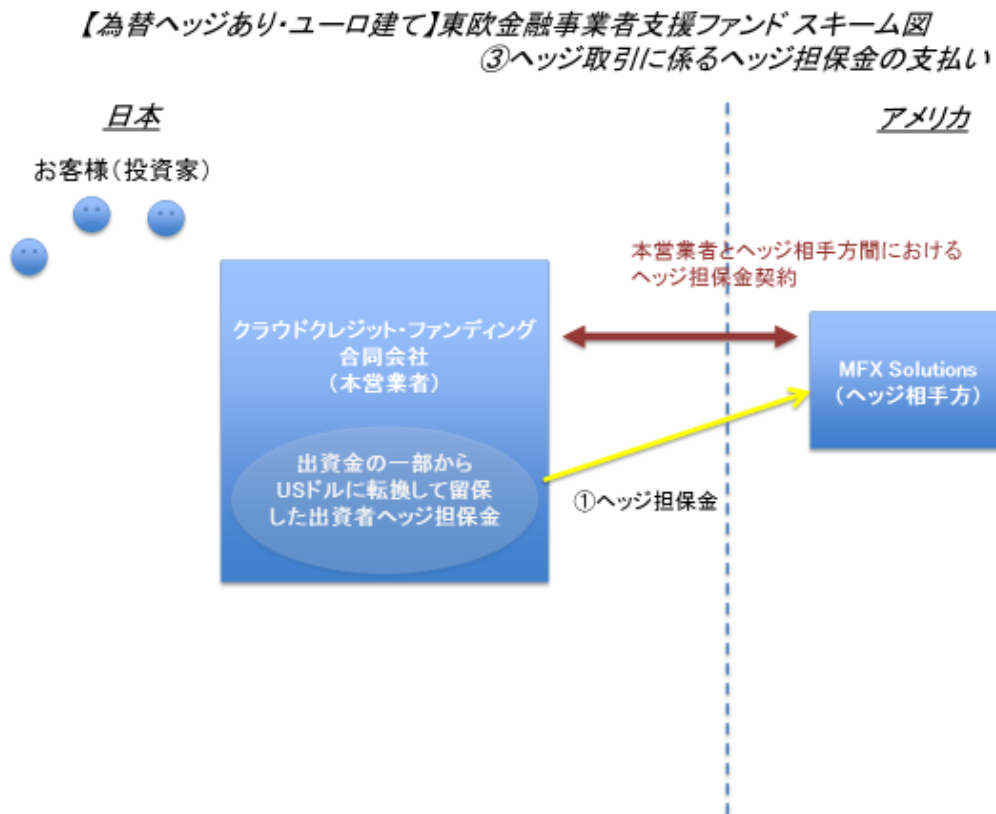 【為替ヘッジあり・ユーロ建て】東欧金融事業者支援ファンド スキーム図
③ヘッジ取引に係るヘッジ担保金の支払い
日本
アメリカ
お客様（投資家）
本営業者とヘッジ相手方間における
ヘッジ担保金契約
クラウドクレジット・ファンディング
合同会社
（本営業者）
MFX Solutions
（ヘッジ相手方）
出資金の一部から
USドルに転換して留保
した出資者ヘッジ担保金
①ヘッジ担保金